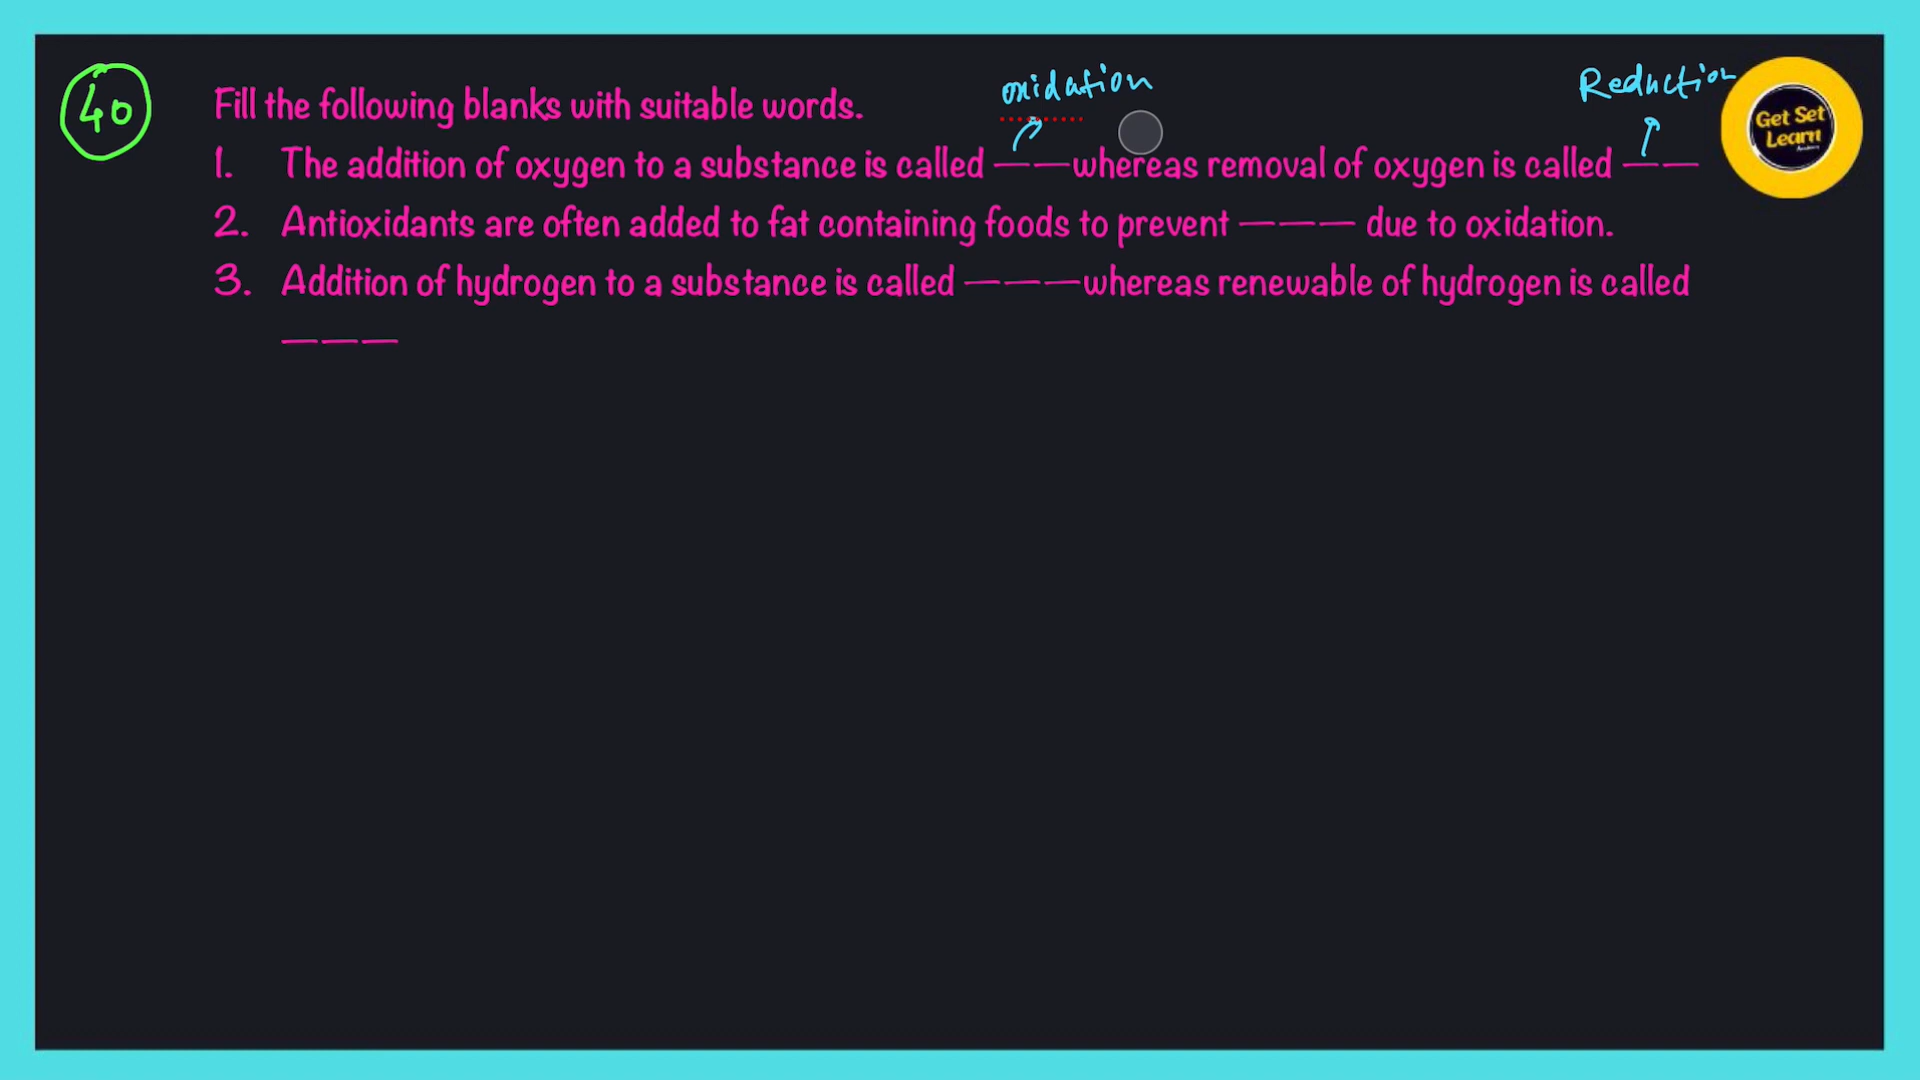 40
oxidation
Reduction
Fill the following blanks with suitable words.
Get Set
Learn
Academy
1. The addition of oxygen to a substance is called ——whereas removal of oxygen is called ——
2. Antioxidants are often added to fat containing foods to prevent ——— due to oxidation.
3. Addition of hydrogen to a substance is called ———whereas renewable of hydrogen is called
———